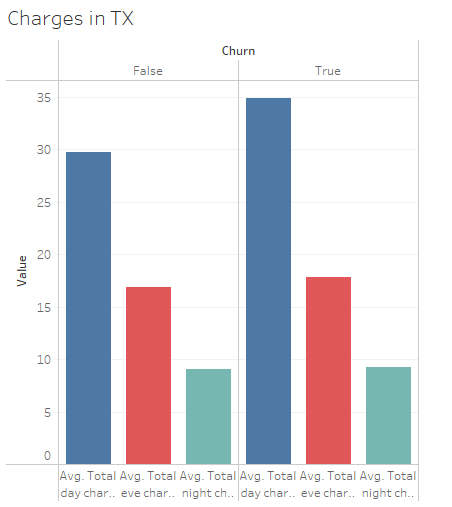 Charges in TX
Churn
False True
35
30
25
20
15
10
5
0
Value
Avg. Total Avg. Total Avg. Total Avg. Total Avg. Total Avg. Total
day char.. eve char.. night ch.. day char.. eve char.. night ch..